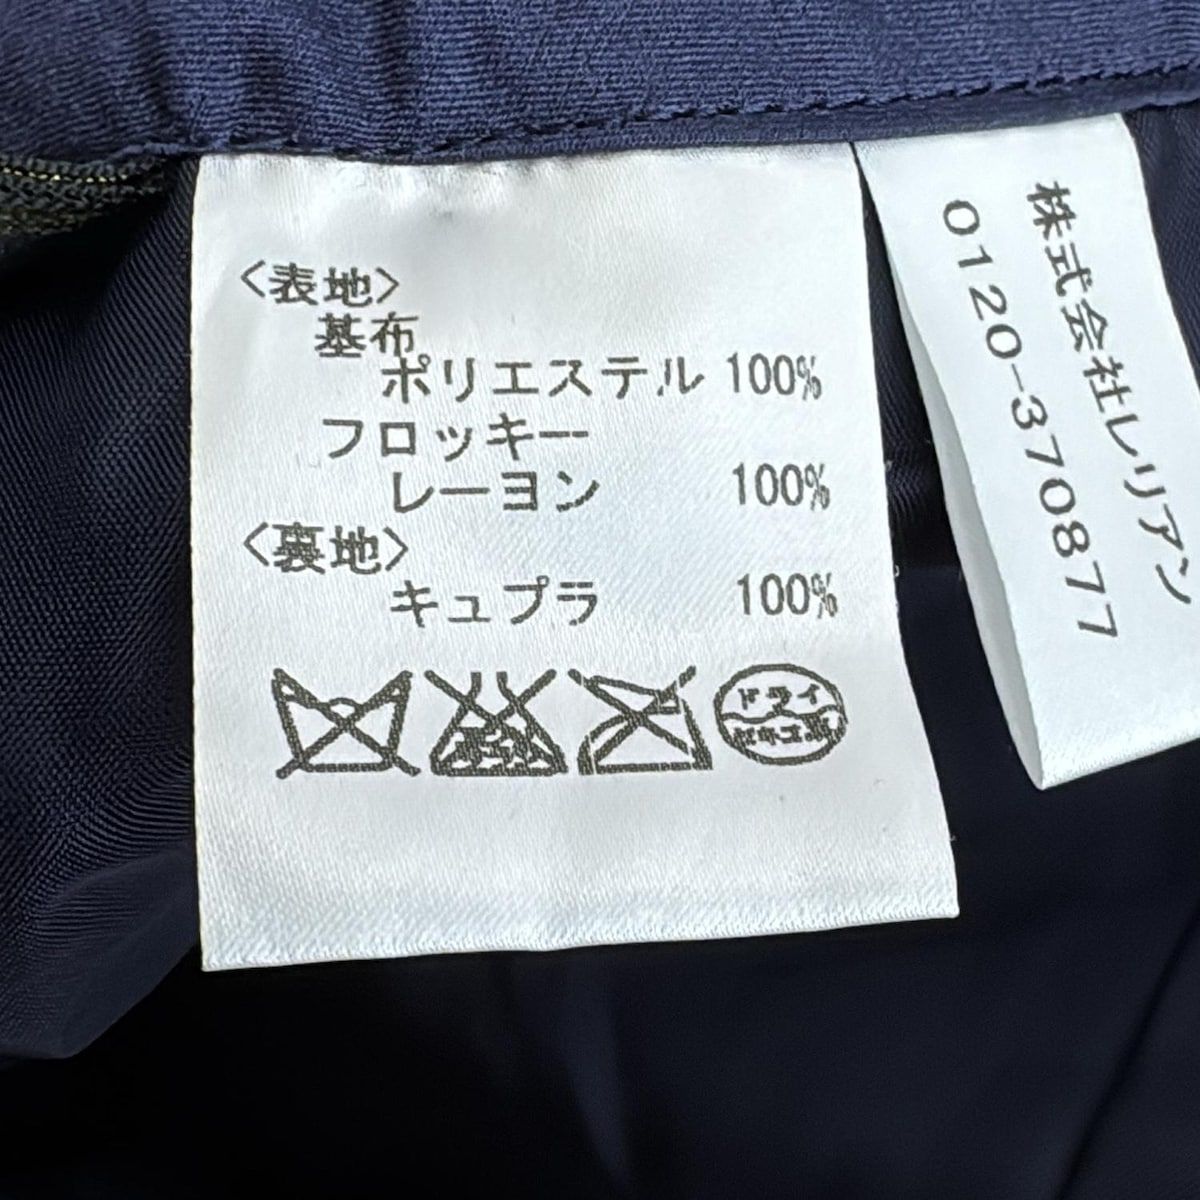 〈表地〉
基布
ポリエステル 100%
フロッキー
レーヨン 100%
〈裏地〉
キュプラ 100%
ドライ
株式会社レリアン
0120-370877